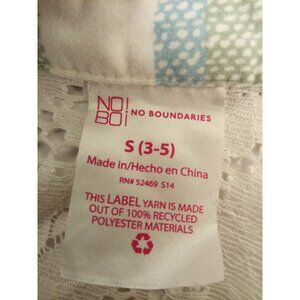 NO!
BO! NO BOUNDARIES
S (3-5)
Made in/Hecho en China
RN# 52469 S14
THIS LABEL YARN IS MADE
OUT OF 100% RECYCLED
POLYESTER MATERIALS